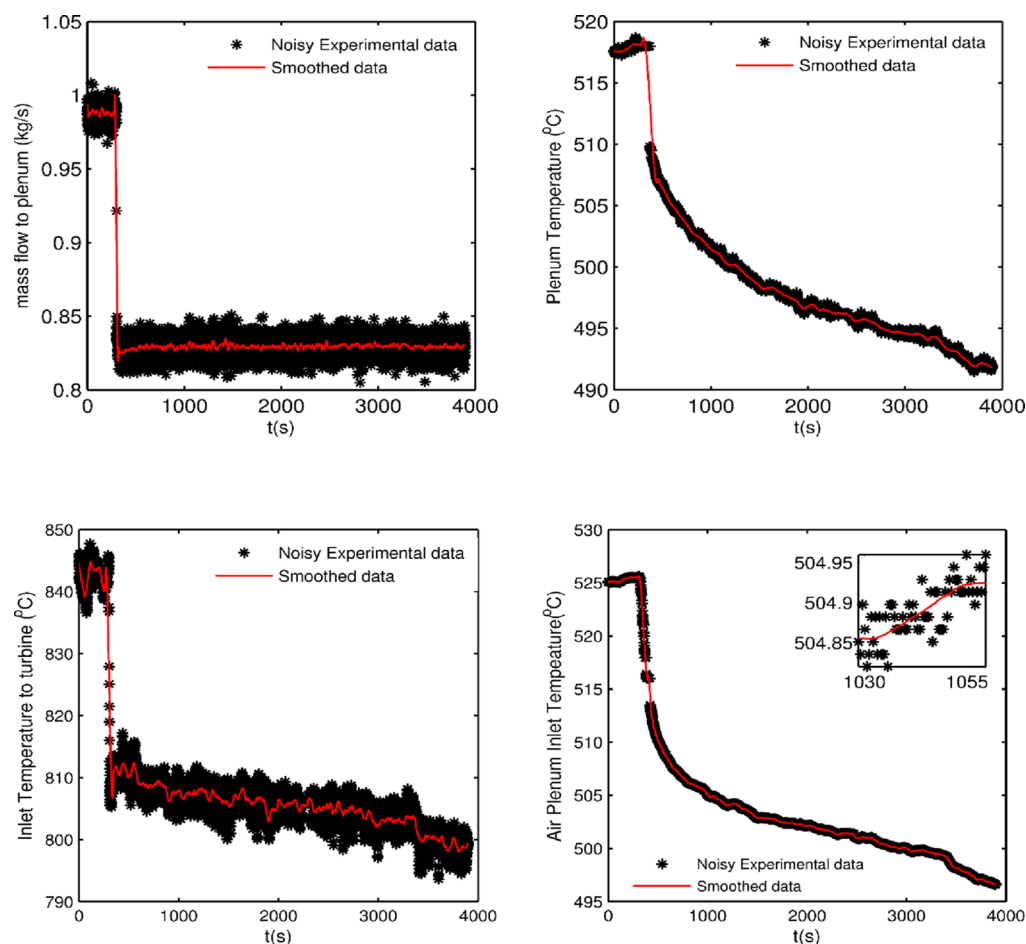 1.05
1
0.95
0.9
0.85
0.8
mass flow to plenum (kg/s)
Noisy Experimental data
Smoothed data
0 1000 2000 3000 4000
t(s)
520
515
510
505
500
495
490
Plenum Temperature (⁰C)
Noisy Experimental data
Smoothed data
0 1000 2000 3000 4000
t(s)
850
840
830
820
810
800
790
Inlet Temperature to turbine (⁰C)
Noisy Experimental data
Smoothed data
0 1000 2000 3000 4000
t(s)
530
525
520
515
510
505
500
495
Air Plenum Inlet Tempeature(⁰C)
504.95
504.9
504.85
1030 1055
Noisy Experimental data
Smoothed data
0 1000 2000 3000 4000
t(s)